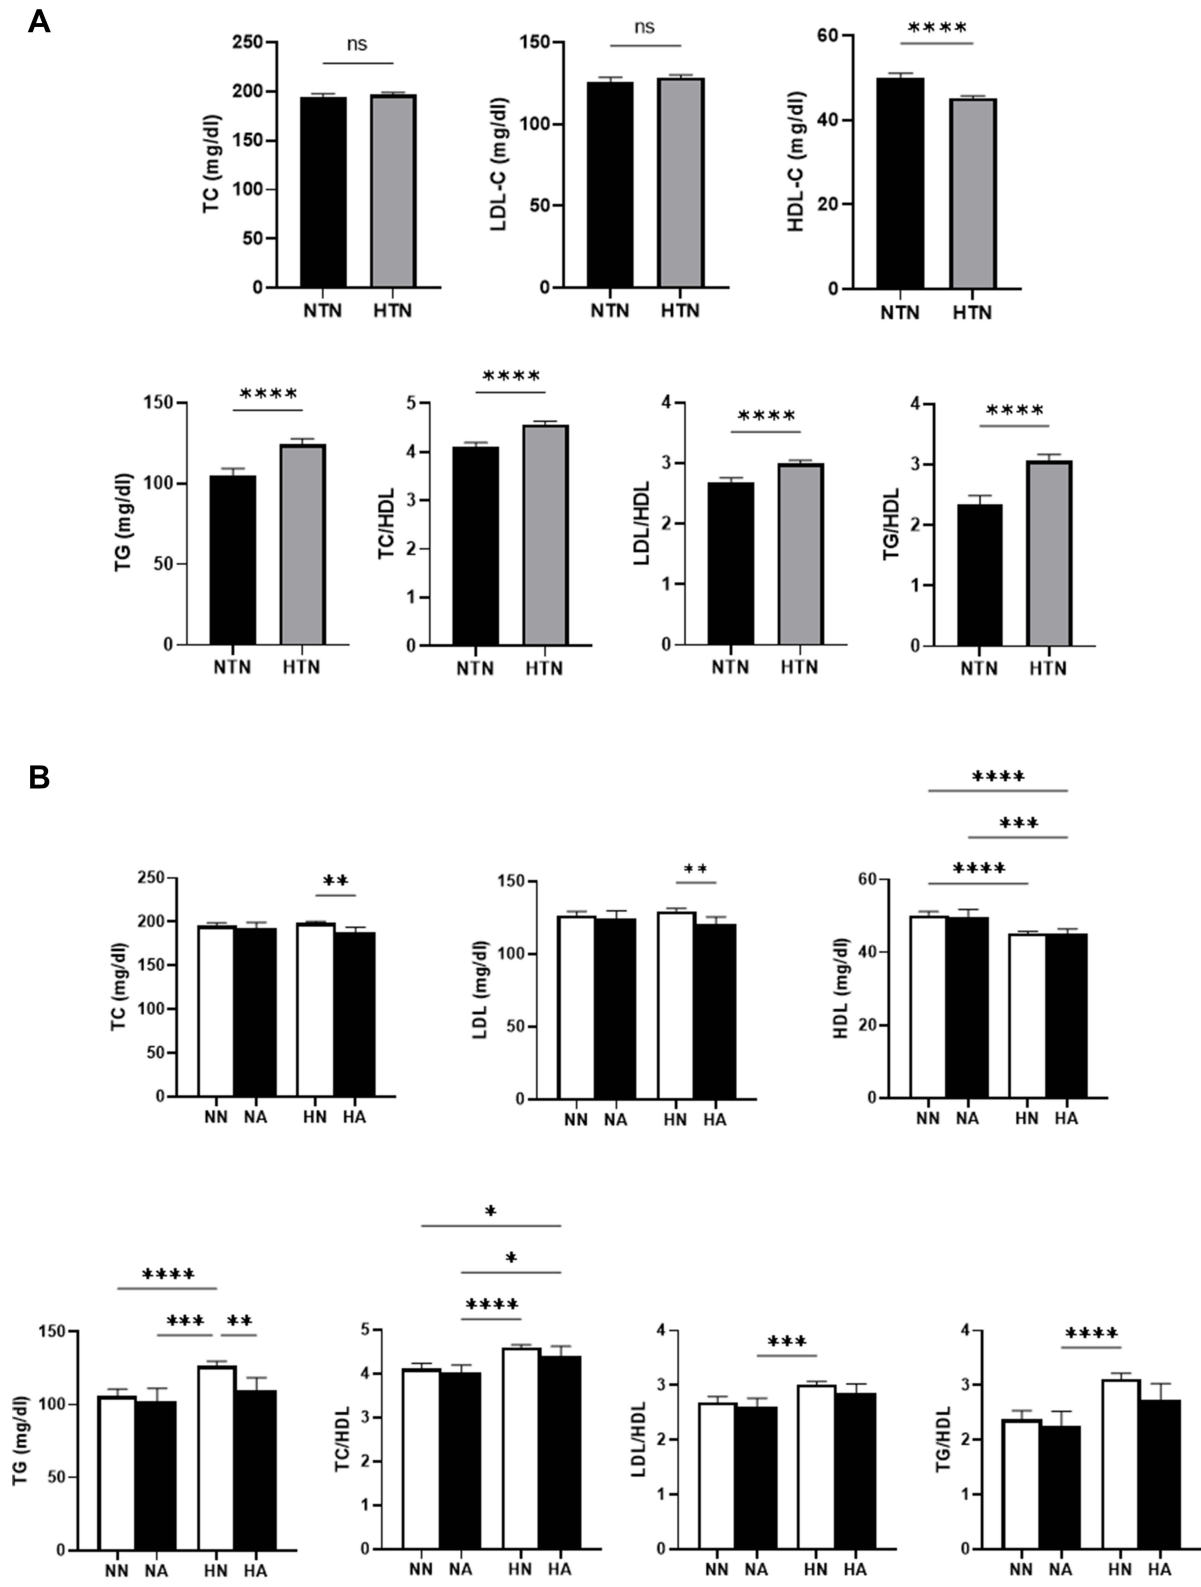 A
TC (mg/dl)
250
200
150
100
50
0
ns
NTN HTN
LDL-C (mg/dl)
150
100
50
0
ns
NTN HTN
HDL-C (mg/dl)
60
40
20
0
****
NTN HTN
TG (mg/dl)
150
100
50
0
****
NTN HTN
TC/HDL
5
4
3
2
1
0
****
NTN HTN
LDL/HDL
4
3
2
1
0
****
NTN HTN
TG/HDL
4
3
2
1
0
****
NTN HTN
B
TC (mg/dl)
250
200
150
100
50
0
**
NN NA HN HA
LDL (mg/dl)
150
100
50
0
**
NN NA HN HA
HDL (mg/dl)
60
40
20
0
****
***
****
NN NA HN HA
TG (mg/dl)
150
100
50
0
****
*** **
NN NA HN HA
TC/HDL
5
4
3
2
1
0
*
*
****
NN NA HN HA
LDL/HDL
4
3
2
1
0
***
NN NA HN HA
TG/HDL
4
3
2
1
0
****
NN NA HN HA